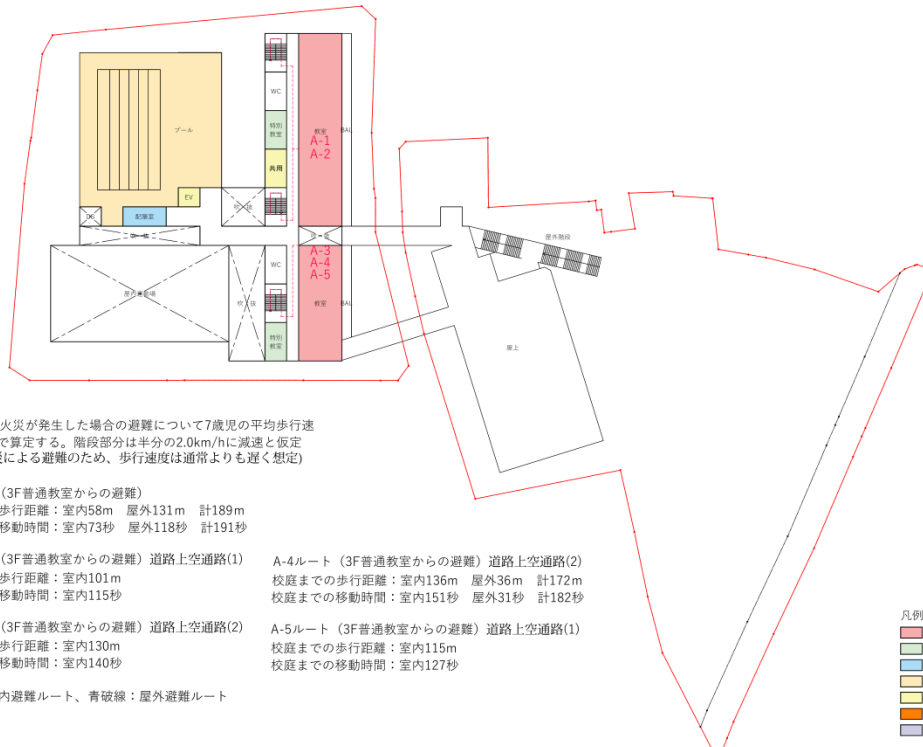 WC
特別
教室
共用
プール
教室
A-1
A-2
BAL
EV
DS
配膳室
吹 抜
吹 抜
吹 抜
屋外階段
A-3
A-4
A-5
WC
屋内運動場
吹 抜
教室
BAL
特別
教室
屋上
火災が発生した場合の避難について7歳児の平均歩行速
で算定する。階段部分は半分の2.0km/hに減速と仮定
による避難のため、歩行速度は通常よりも遅く想定)
(3F普通教室からの避難)
歩行距離：室内58m 屋外131m 計189m
移動時間：室内73秒 屋外118秒 計191秒
(3F普通教室からの避難) 道路上空通路(1)
歩行距離：室内101m
移動時間：室内115秒
A-4ルート (3F普通教室からの避難) 道路上空通路(2)
校庭までの歩行距離：室内136m 屋外36m 計172m
校庭までの移動時間：室内151秒 屋外31秒 計182秒
(3F普通教室からの避難) 道路上空通路(2)
歩行距離：室内130m
移動時間：室内140秒
A-5ルート (3F普通教室からの避難) 道路上空通路(1)
校庭までの歩行距離：室内115m
校庭までの移動時間：室内127秒
内避難ルート、青破線：屋外避難ルート
凡例